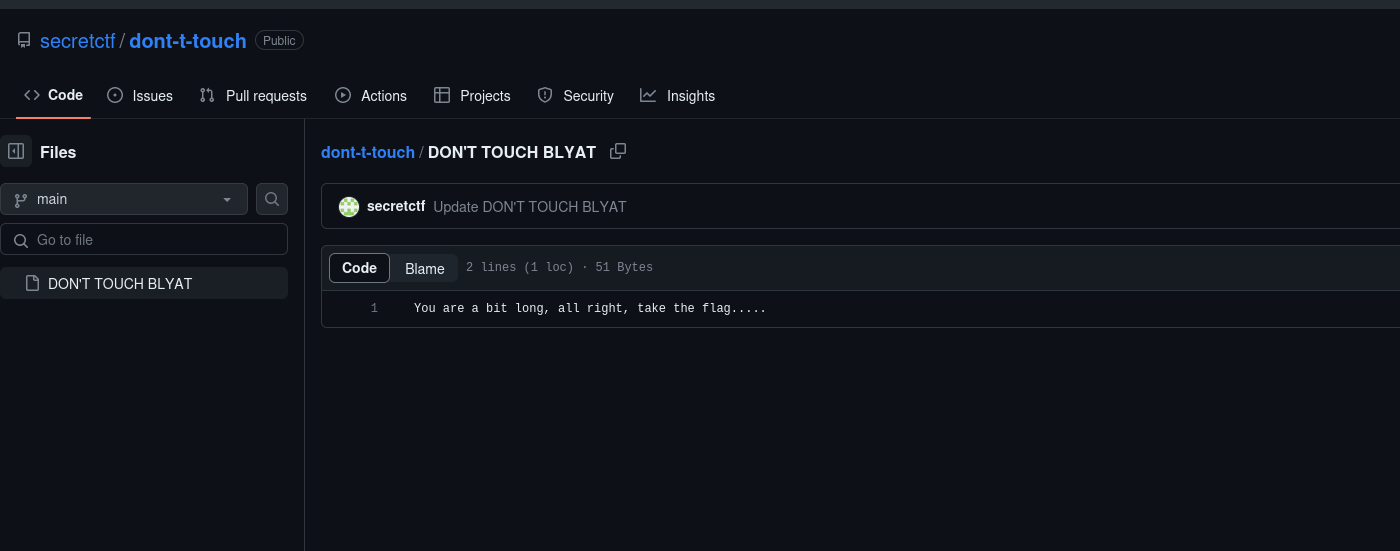 secretctf / dont-t-touch Public
Code Issues Pull requests Actions Projects Security Insights
Files
main
Go to file
DON'T TOUCH BLYAT
dont-t-touch / DON'T TOUCH BLYAT
secretctf Update DON'T TOUCH BLYAT
Code Blame 2 lines (1 loc) · 51 Bytes
1 You are a bit long, all right, take the flag.....